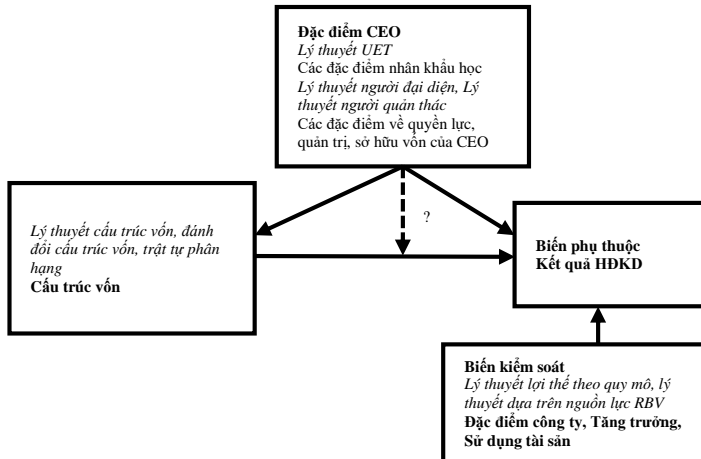 Đặc điểm CEO
Lý thuyết UET
Các đặc điểm nhân khẩu học
Lý thuyết người đại diện, Lý
thuyết người quản thác
Các đặc điểm về quyền lực,
quản trị, sở hữu vốn của CEO
?
Lý thuyết cấu trúc vốn, đánh
đổi cấu trúc vốn, trật tự phân
hạng
Cấu trúc vốn
Biến phụ thuộc
Kết quả HĐKD
Biến kiểm soát
Lý thuyết lợi thế theo quy mô, lý
thuyết dựa trên nguồn lực RBV
Đặc điểm công ty, Tăng trưởng,
Sử dụng tài sản